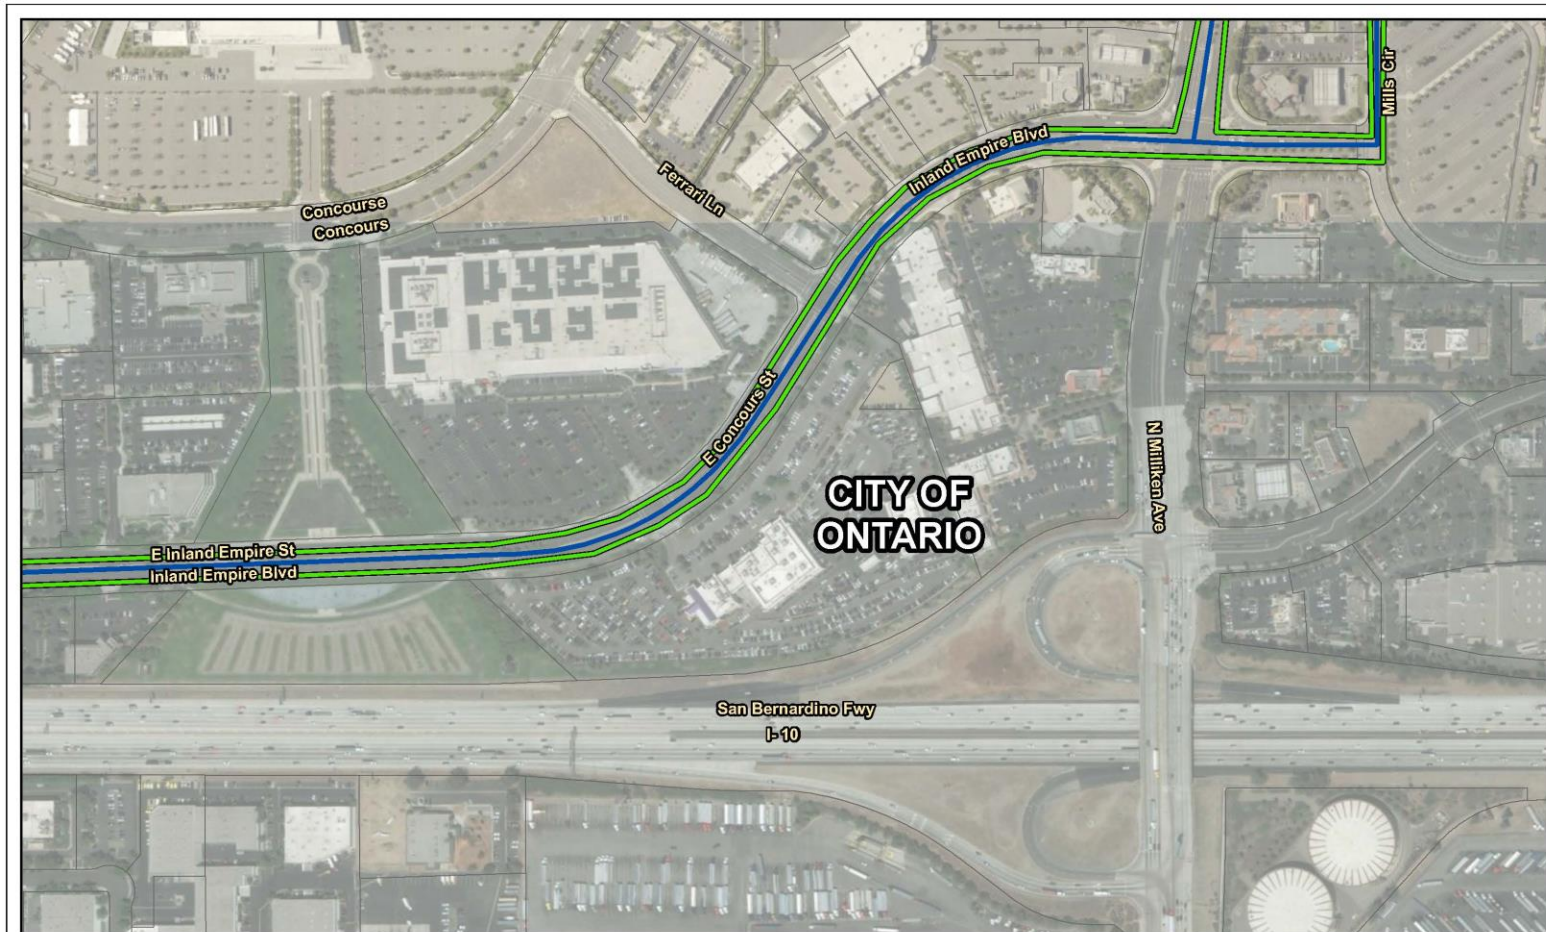 Mills Cir
Inland Empire Blvd
Ferrari Ln
Concourse
Concours
E Concours St
N Milliken Ave
CITY OF
ONTARIO
E Inland Empire St
Inland Empire Blvd
San Bernardino Fwy
I- 10